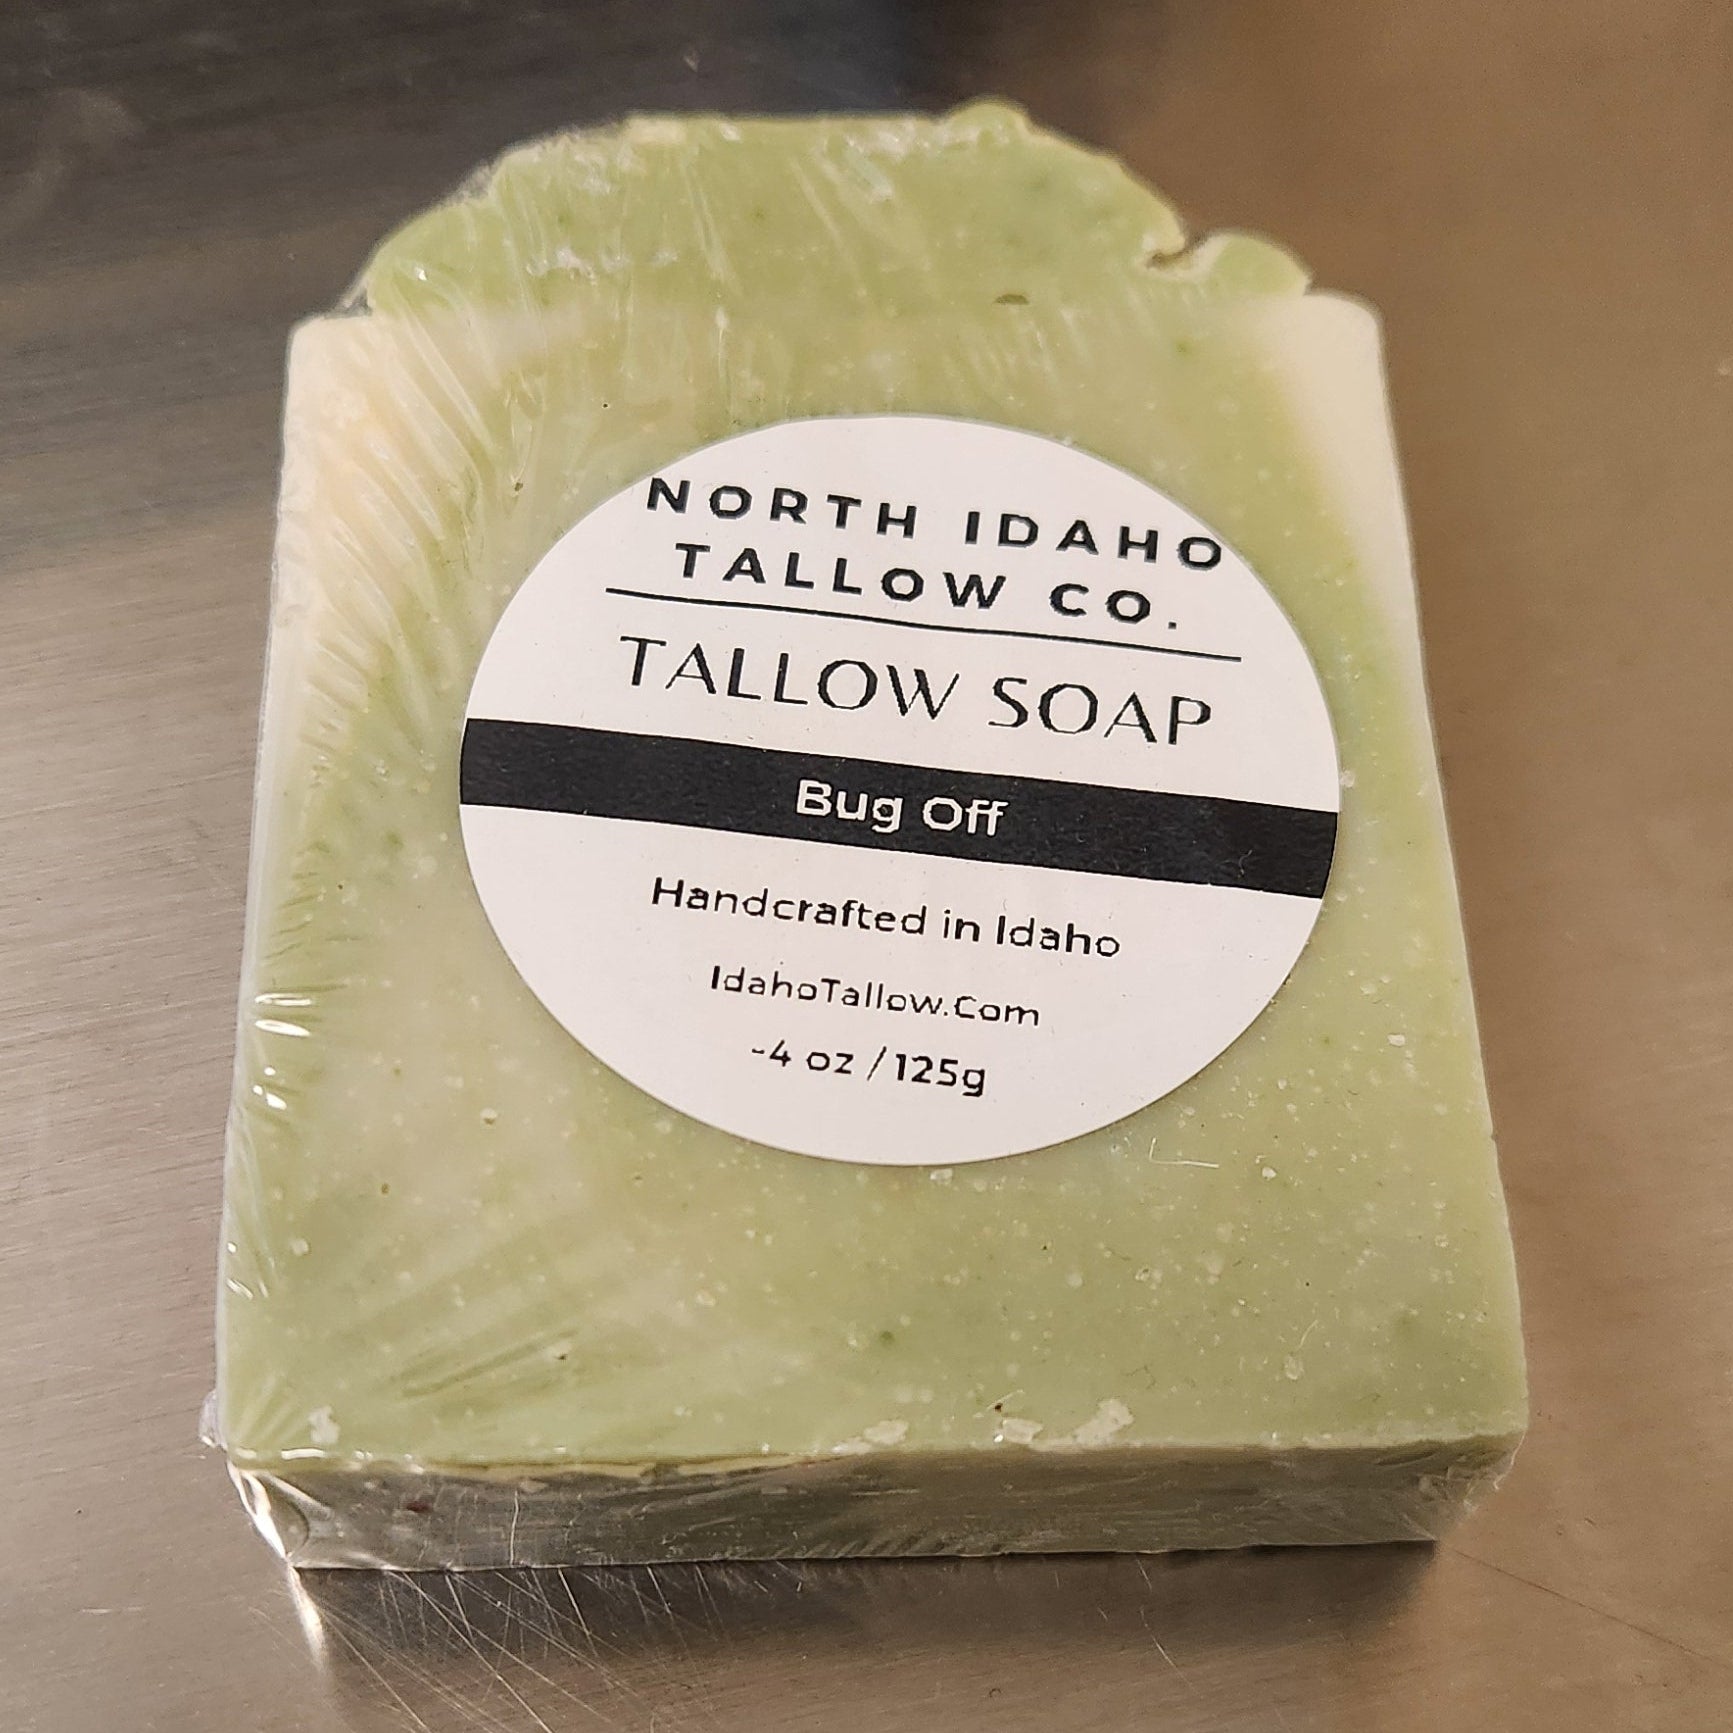 NORTH IDAHO
TALLOW CO.
TALLOW SOAP
Bug Off
Handcrafted in Idaho
IdahoTallow.Com
~4 oz / 125g